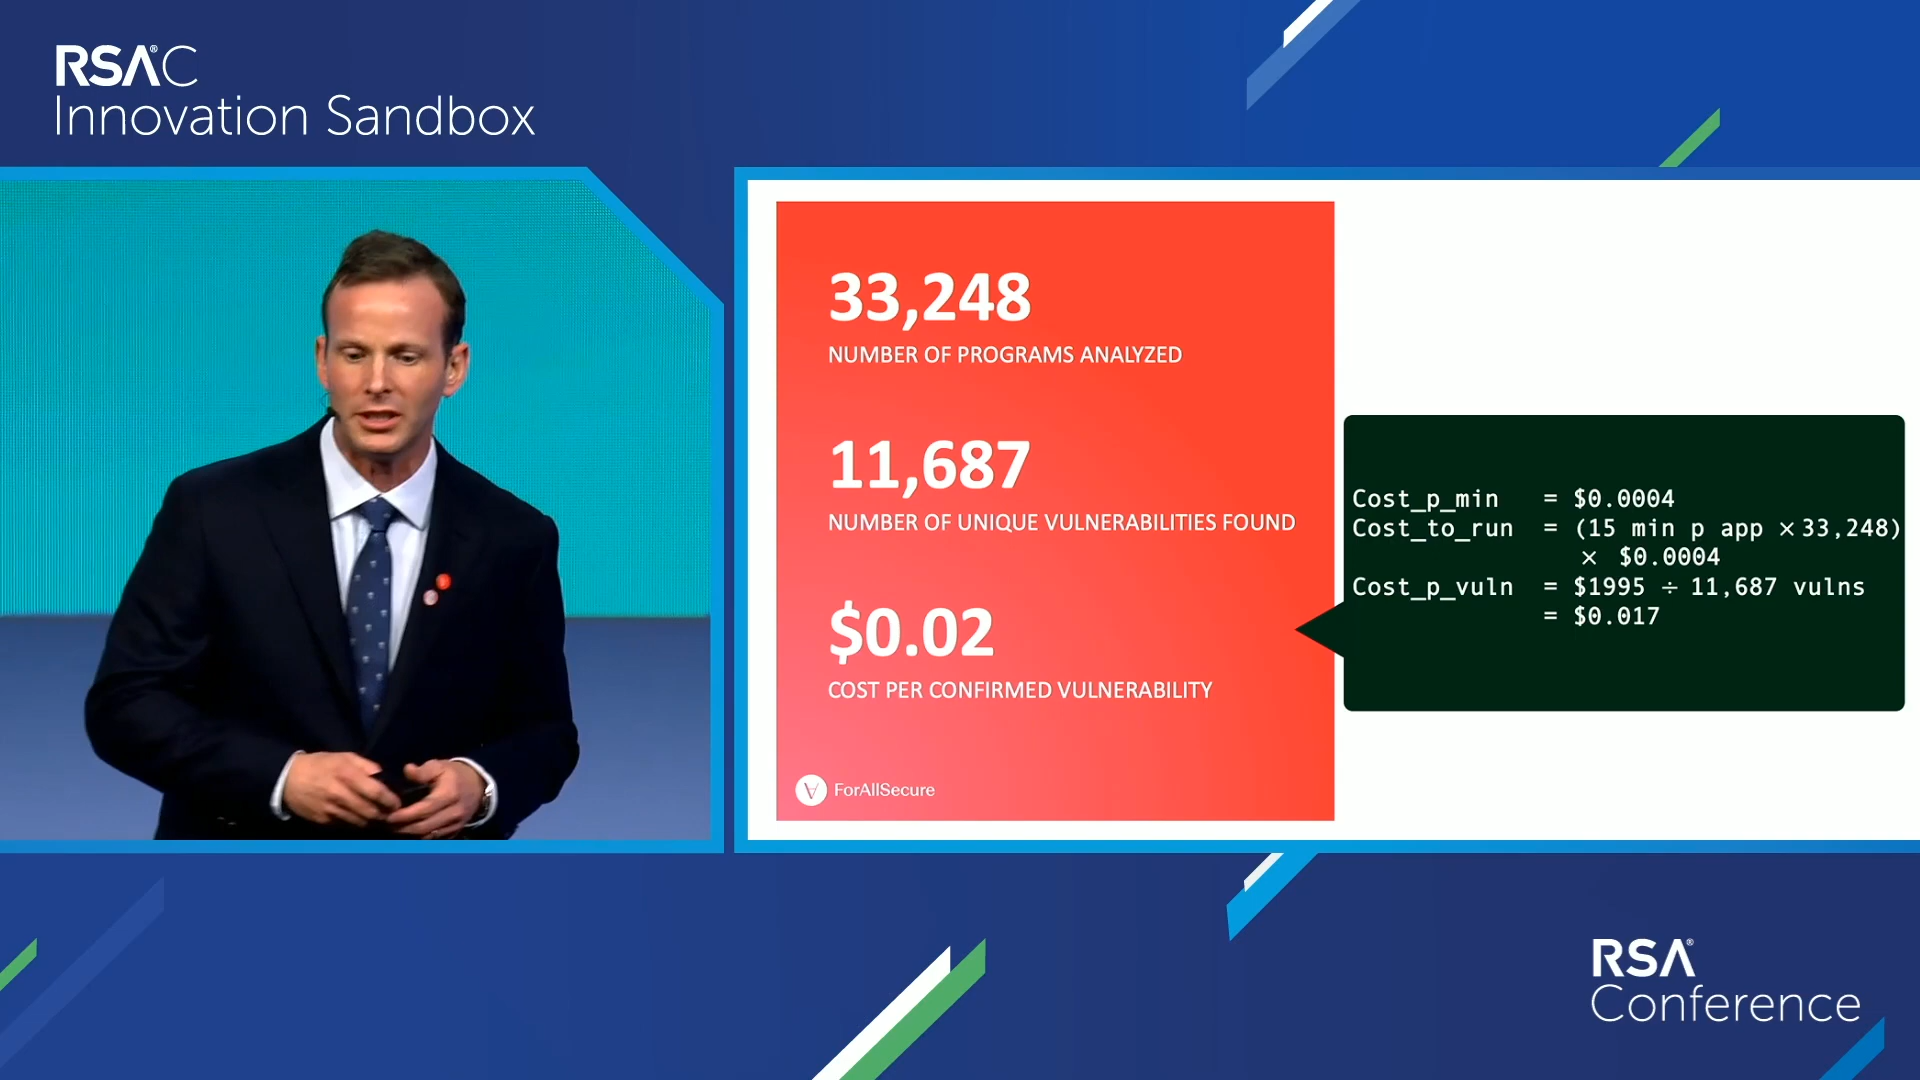 RSA®C
Innovation Sandbox
33,248
NUMBER OF PROGRAMS ANALYZED
11,687
NUMBER OF UNIQUE VULNERABILITIES FOUND
$0.02
COST PER CONFIRMED VULNERABILITY
ForAllSecure
Cost_p_min = $0.0004
Cost_to_run = (15 min p app ×33,248)
× $0.0004
Cost_p_vuln = $1995 ÷ 11,687 vulns
= $0.017
RSA®
Conference